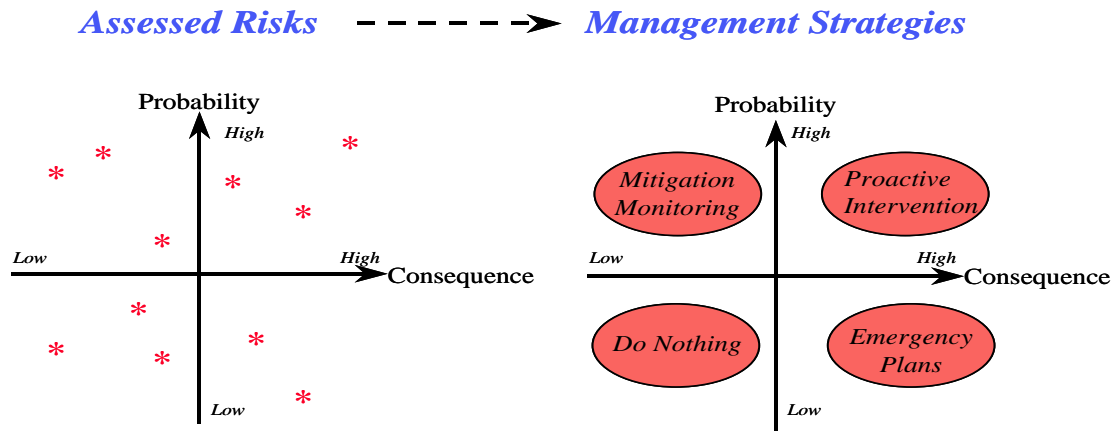 Assessed Risks
Management Strategies
Probability
High
Low
High
Consequence
Low
Probability
High
Mitigation
Monitoring
Proactive
Intervention
Low
High
Consequence
Do Nothing
Emergency
Plans
Low